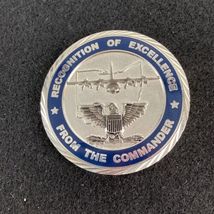 RECOGNITION OF EXCELLENCE
FROM THE COMMANDER